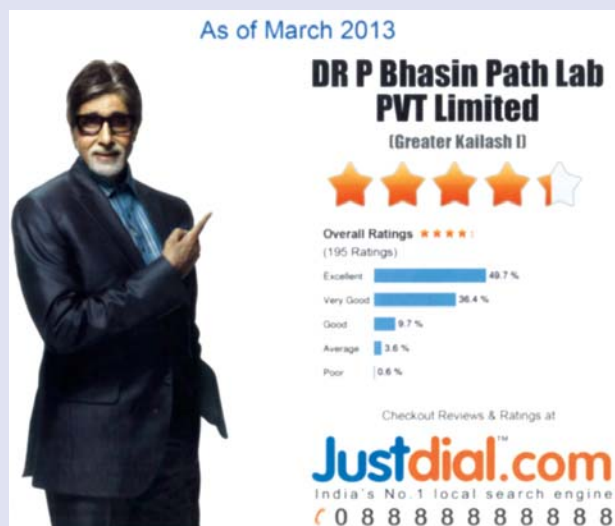 As of March 2013
DR P Bhasin Path Lab
PVT Limited
(Greater Kailash I)
Overall Ratings
(195 Ratings)
Excellent 49.7 %
Very Good 36.4 %
Good 9.7 %
Average 3.6 %
Poor 0.6 %
Checkout Reviews & Ratings at
Justdial.com™
India's No.1 local search engine
08888888888